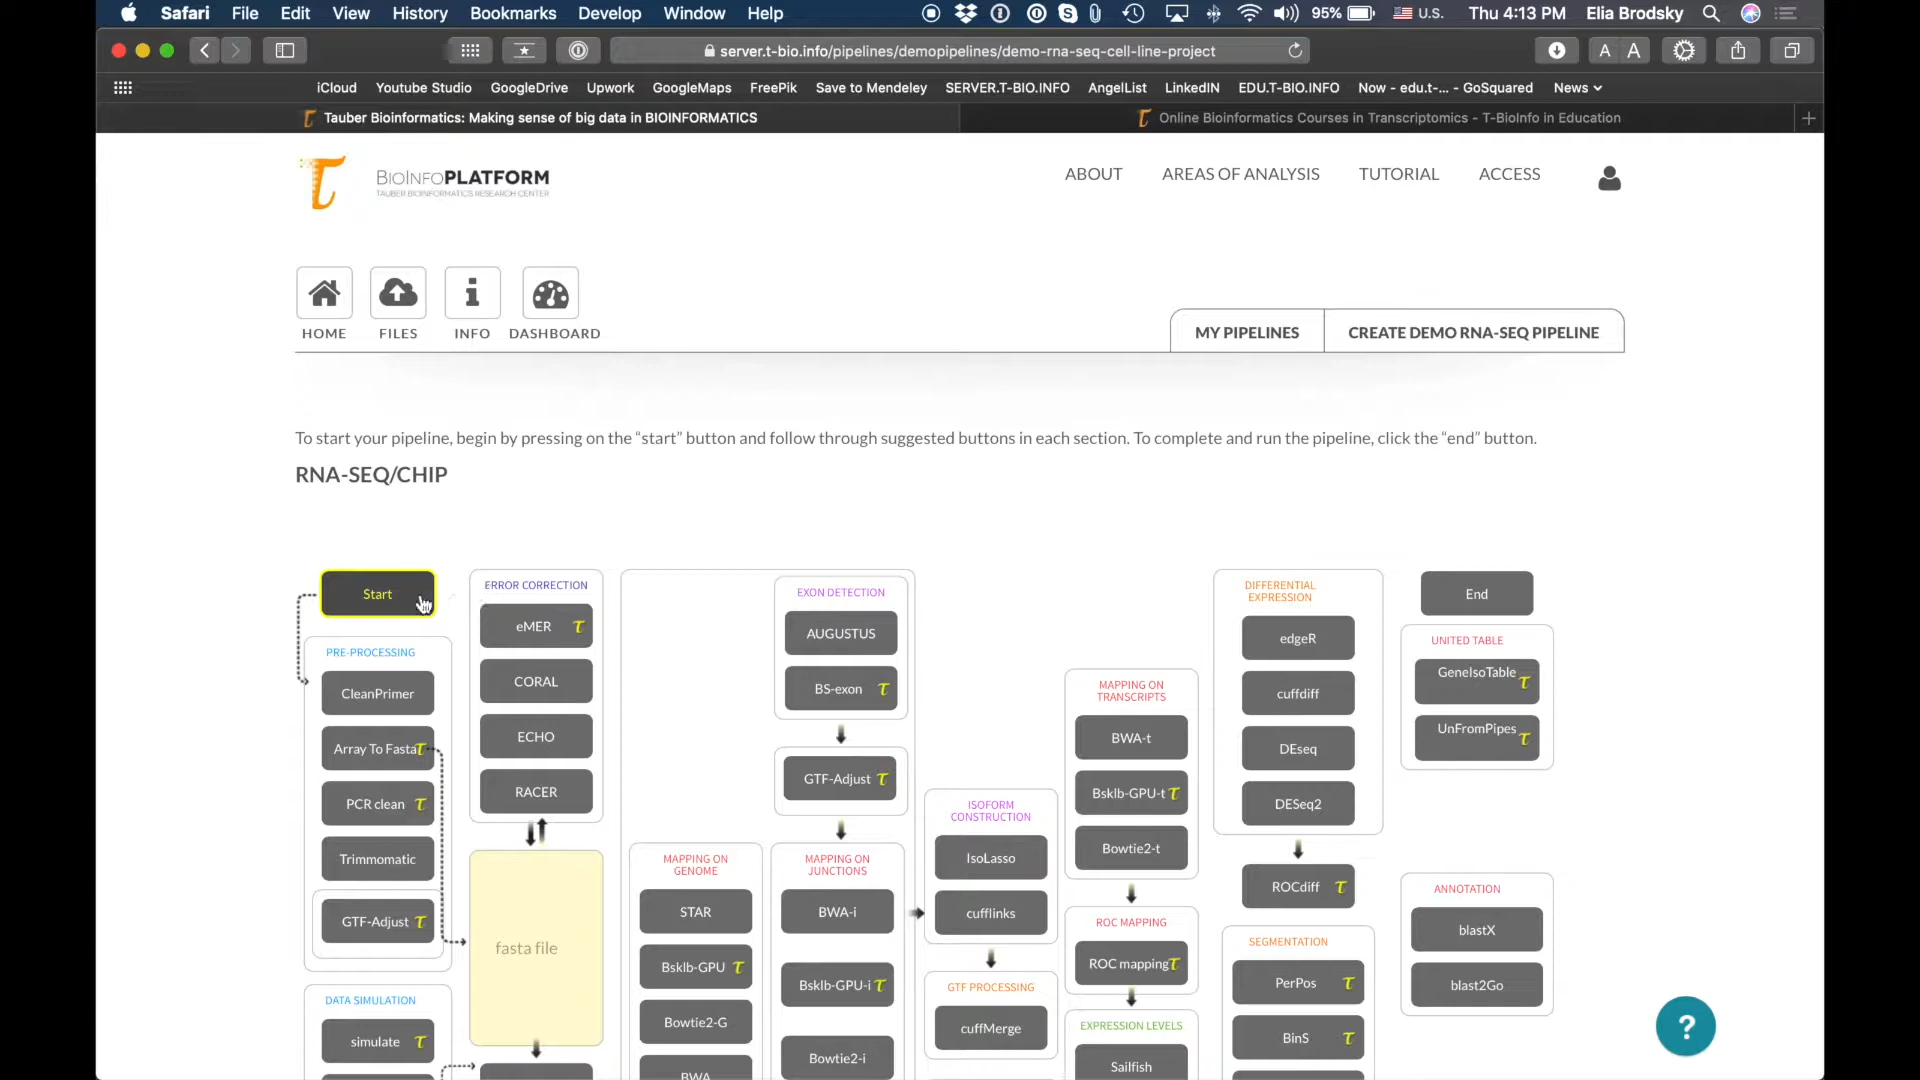 Safari File Edit View History Bookmarks Develop Window Help 95% U.S. Thu 4:13 PM Elia Brodsky
server.t-bio.info/pipelines/demopipelines/demo-rna-seq-cell-line-project A A
iCloud Youtube Studio GoogleDrive Upwork GoogleMaps FreePik Save to Mendeley SERVER.T-BIO.INFO AngelList LinkedIN EDU.T-BIO.INFO Now - edu.t-... - GoSquared News
Tauber Bioinformatics: Making sense of big data in BIOINFORMATICS
Online Bioinformatics Courses in Transcriptomics - T-BioInfo in Education
BIOINFOPLATFORM
TAUBER BIOINFORMATICS RESEARCH CENTER
ABOUT AREAS OF ANALYSIS TUTORIAL ACCESS
HOME FILES INFO DASHBOARD
MY PIPELINES CREATE DEMO RNA-SEQ PIPELINE
To start your pipeline, begin by pressing on the “start” button and follow through suggested buttons in each section. To complete and run the pipeline, click the “end” button.
RNA-SEQ/CHIP
Start
PRE-PROCESSING
CleanPrimer
Array To Fasta τ
PCR clean τ
Trimmomatic
GTF-Adjust τ
DATA SIMULATION
simulate τ
ERROR CORRECTION
eMER τ
CORAL
ECHO
RACER
fasta file
MAPPING ON
GENOME
STAR
Bsklb-GPU τ
Bowtie2-G
BWA
EXON DETECTION
AUGUSTUS
BS-exon τ
GTF-Adjust τ
MAPPING ON
JUNCTIONS
BWA-i
Bsklb-GPU-i τ
Bowtie2-i
ISOFORM
CONSTRUCTION
IsoLasso
cufflinks
GTF PROCESSING
cuffMerge
MAPPING ON
TRANSCRIPTS
BWA-t
Bsklb-GPU-t τ
Bowtie2-t
ROC MAPPING
ROC mapping τ
EXPRESSION LEVELS
Sailfish
DIFFERENTIAL
EXPRESSION
edgeR
cuffdiff
DEseq
DESeq2
ROCdiff τ
SEGMENTATION
PerPos τ
BinS τ
End
UNITED TABLE
GeneIsoTable τ
UnFromPipes τ
ANNOTATION
blastX
blast2Go
?